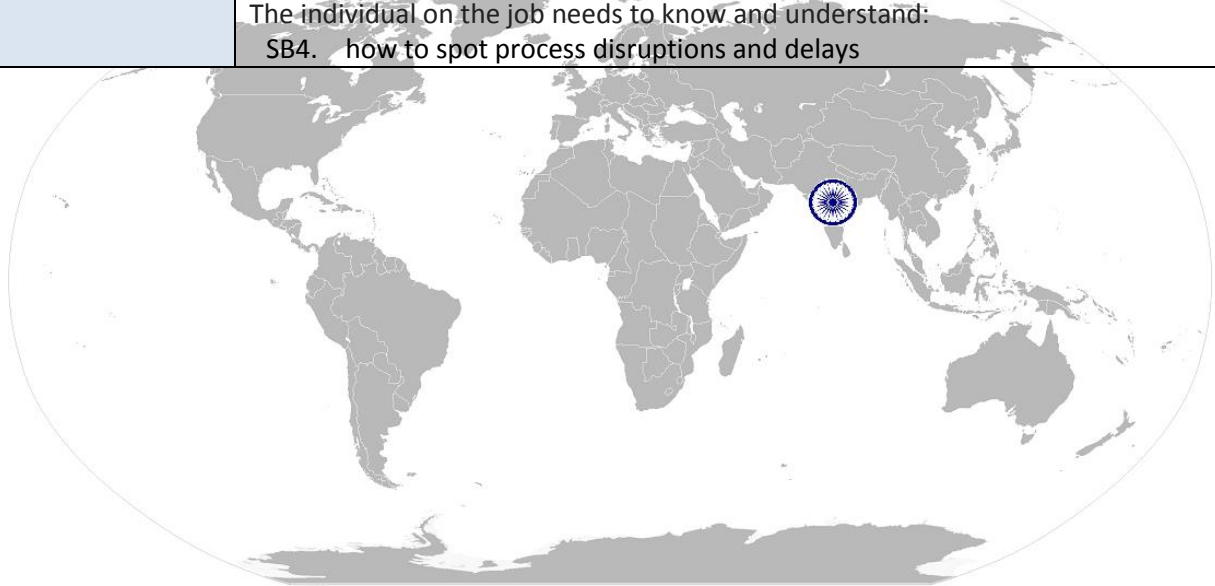 The individual on the job needs to know and understand:
SB4. how to spot process disruptions and delays